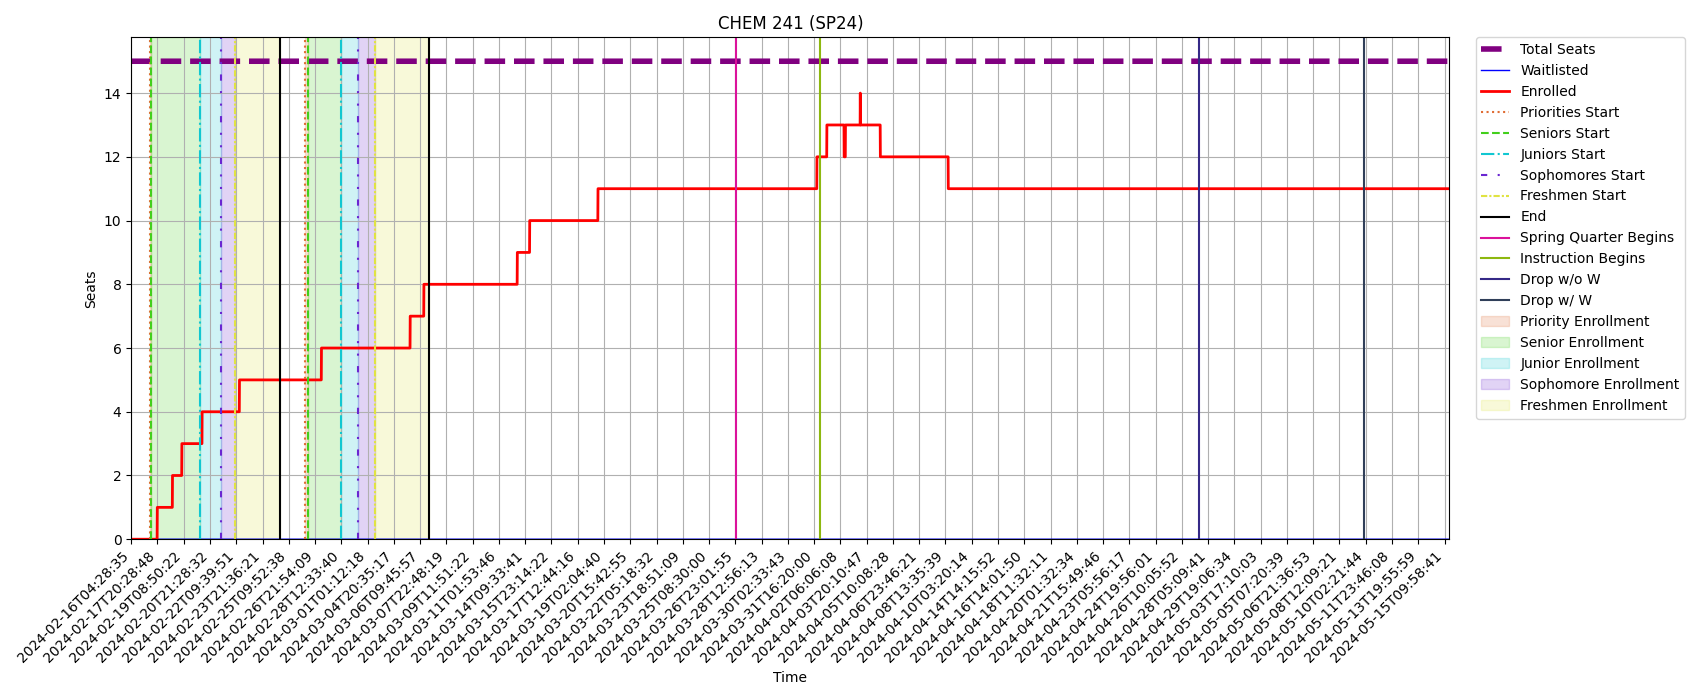 CHEM 241 (SP24)
Seats
14
12
10
8
6
4
2
0
2024-02-16T04:28:35
2024-02-17T20:28:48
2024-02-19T08:50:22
2024-02-20T21:28:32
2024-02-22T09:39:51
2024-02-23T21:36:21
2024-02-25T09:52:38
2024-02-26T21:54:09
2024-02-28T12:33:40
2024-03-01T01:12:18
2024-03-04T20:35:17
2024-03-06T09:45:57
2024-03-07T22:48:19
2024-03-11T01:51:22
2024-03-12T01:53:46
2024-03-14T09:33:41
2024-03-15T23:14:22
2024-03-17T12:44:16
2024-03-19T02:04:40
2024-03-20T15:42:55
2024-03-22T05:18:32
2024-03-23T18:51:09
2024-03-25T08:30:00
2024-03-26T23:01:55
2024-03-28T12:56:13
2024-03-30T02:33:43
2024-03-31T16:20:00
2024-04-02T06:06:08
2024-04-03T20:10:47
2024-04-05T10:08:28
2024-04-06T23:46:21
2024-04-08T13:35:39
2024-04-10T03:20:14
2024-04-14T14:15:52
2024-04-16T14:01:50
2024-04-18T11:32:11
2024-04-20T01:32:34
2024-04-21T15:49:46
2024-04-23T05:56:17
2024-04-24T19:56:01
2024-04-26T10:05:52
2024-04-28T05:09:41
2024-04-29T19:06:34
2024-05-03T17:10:03
2024-05-05T07:20:39
2024-05-06T21:36:53
2024-05-08T12:09:21
2024-05-10T02:21:44
2024-05-11T23:46:08
2024-05-13T19:55:59
2024-05-15T09:58:41
Time
Total Seats
Waitlisted
Enrolled
Priorities Start
Seniors Start
Juniors Start
Sophomores Start
Freshmen Start
End
Spring Quarter Begins
Instruction Begins
Drop w/o W
Drop w/ W
Priority Enrollment
Senior Enrollment
Junior Enrollment
Sophomore Enrollment
Freshmen Enrollment